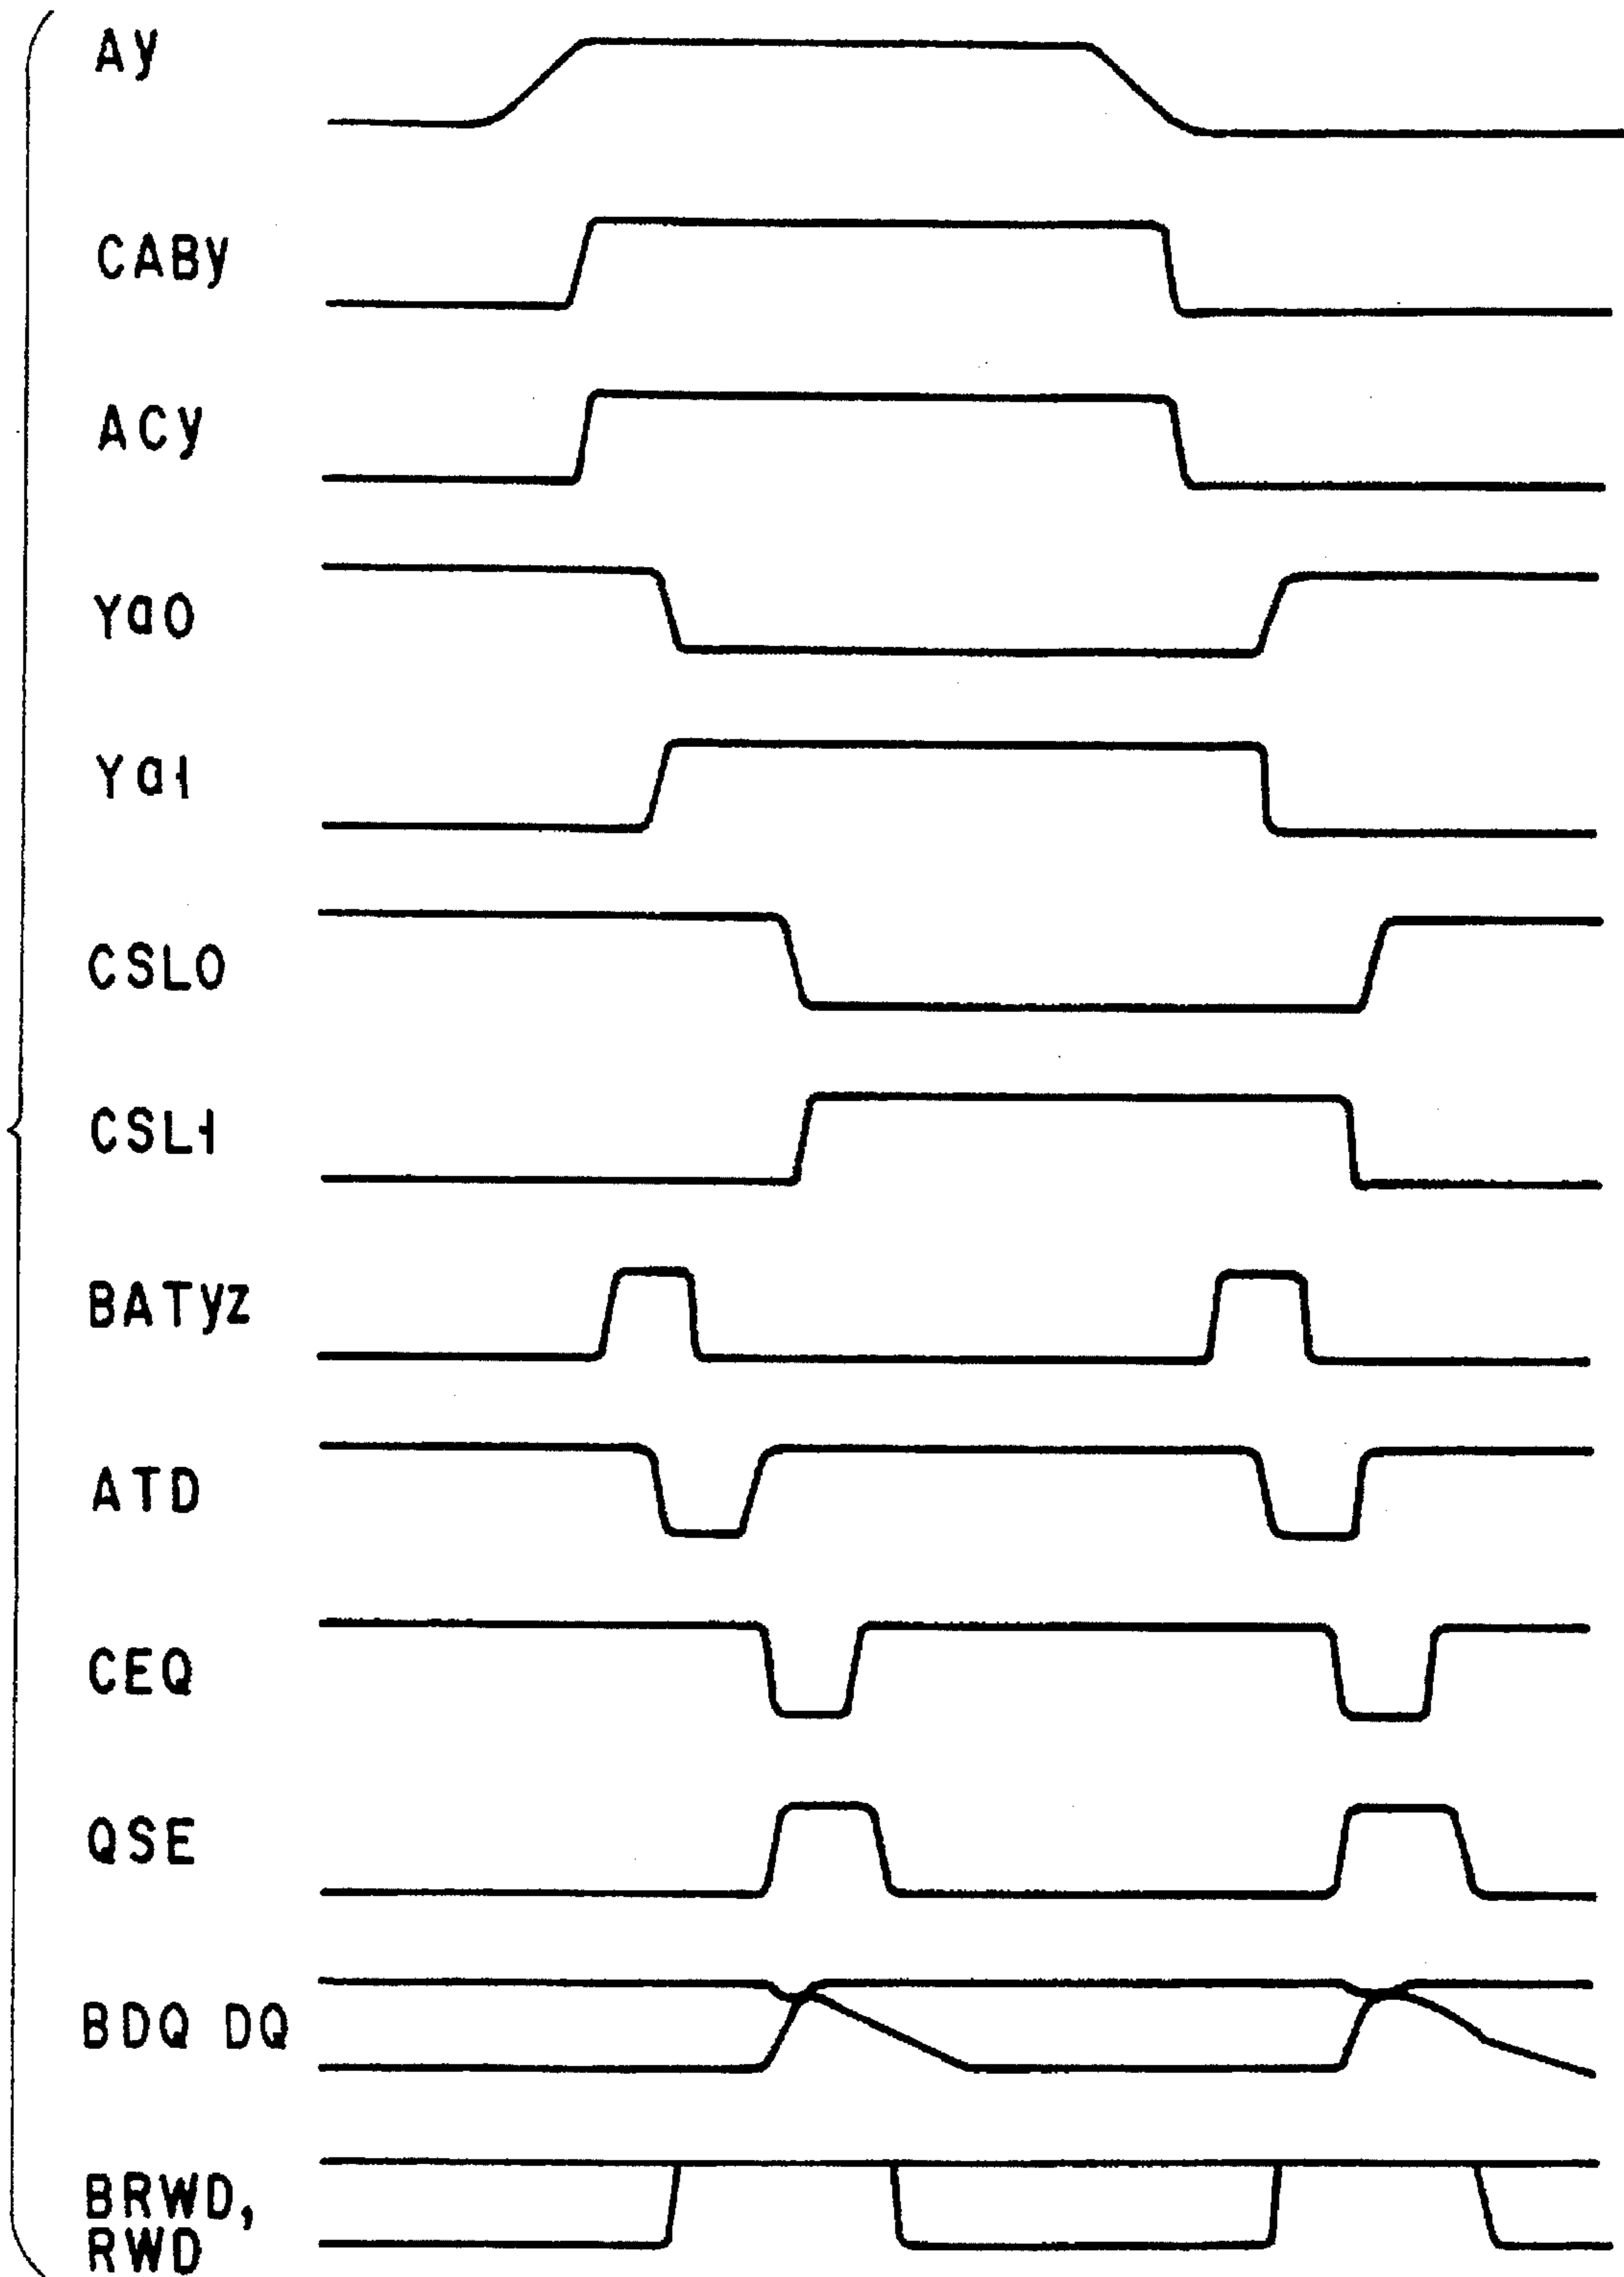 Ay
CABy
ACy
Ya0
Ya1
CSL0
CSL1
BATyz
ATD
CEQ
QSE
BDQ DQ
BRWD,
RWD